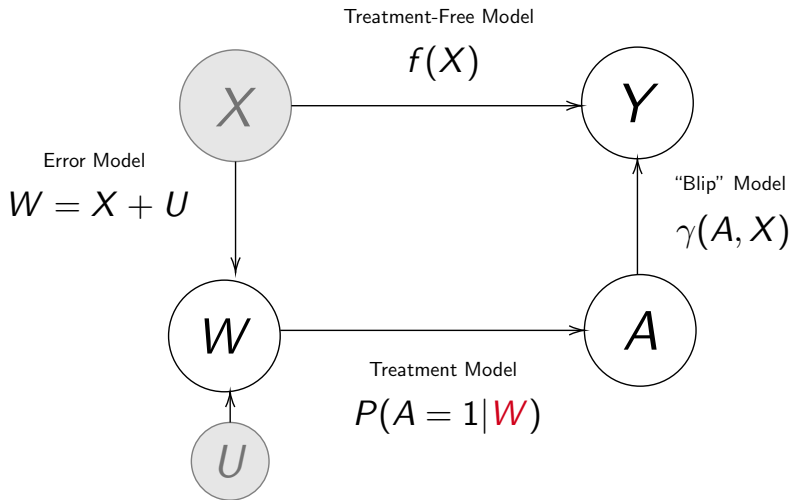 Treatment-Free Model
f(X)
X
Y
Error Model
W = X + U
“Blip” Model
γ(A, X)
W
A
Treatment Model
P(A = 1|W)
U